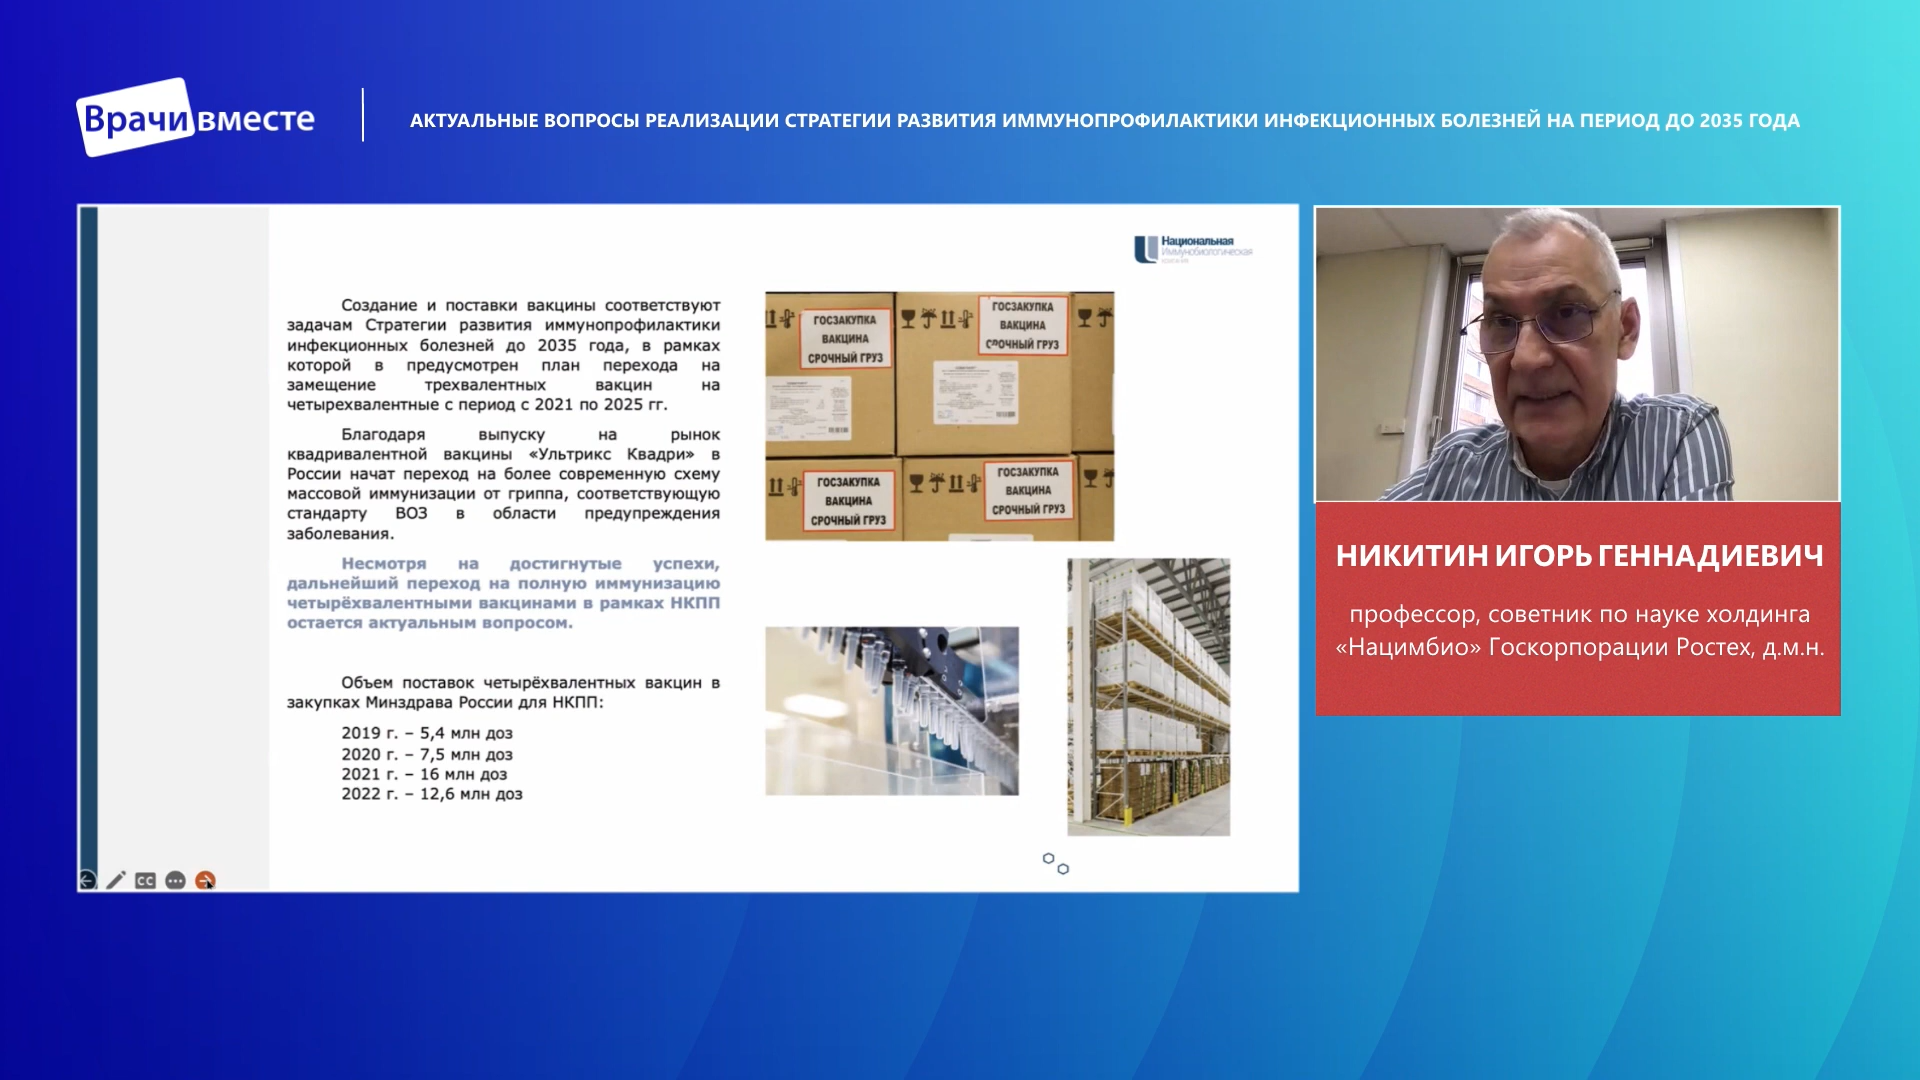 Врачи вместе
АКТУАЛЬНЫЕ ВОПРОСЫ РЕАЛИЗАЦИИ СТРАТЕГИИ РАЗВИТИЯ ИММУНОПРОФИЛАКТИКИ ИНФЕКЦИОННЫХ БОЛЕЗНЕЙ НА ПЕРИОД ДО 2035 ГОДА
Национальная
Иммунобиологическая
Создание и поставки вакцины соответствуют
задачам Стратегии развития иммунопрофилактики
инфекционных болезней до 2035 года, в рамках
которой в предусмотрен план перехода на
замещение трехвалентных вакцин на
четырехвалентные с период с 2021 по 2025 гг.
Благодаря выпуску на рынок
квадривалентной вакцины «Ультрикс Квадри» в
России начат переход на более современную схему
массовой иммунизации от гриппа, соответствующую
стандарту ВОЗ в области предупреждения
заболевания.
Несмотря на достигнутые успехи,
дальнейший переход на полную иммунизацию
четырёхвалентными вакцинами в рамках НКПП
остается актуальным вопросом.
Объем поставок четырёхвалентных вакцин в
закупках Минздрава России для НКПП:
2019 г. – 5,4 млн доз
2020 г. – 7,5 млн доз
2021 г. – 16 млн доз
2022 г. – 12,6 млн доз
ГОСЗАКУПКА
ВАКЦИНА
СРОЧНЫЙ ГРУЗ
ГОСЗАКУПКА
ВАКЦИНА
СРОЧНЫЙ ГРУЗ
ГОСЗАКУПКА
ВАКЦИНА
СРОЧНЫЙ ГРУЗ
ГОСЗАКУПКА
ВАКЦИНА
СРОЧНЫЙ ГРУЗ
CC
НИКИТИН ИГОРЬ ГЕННАДИЕВИЧ
профессор, советник по науке холдинга
«Нацимбио» Госкорпорации Ростех, д.м.н.